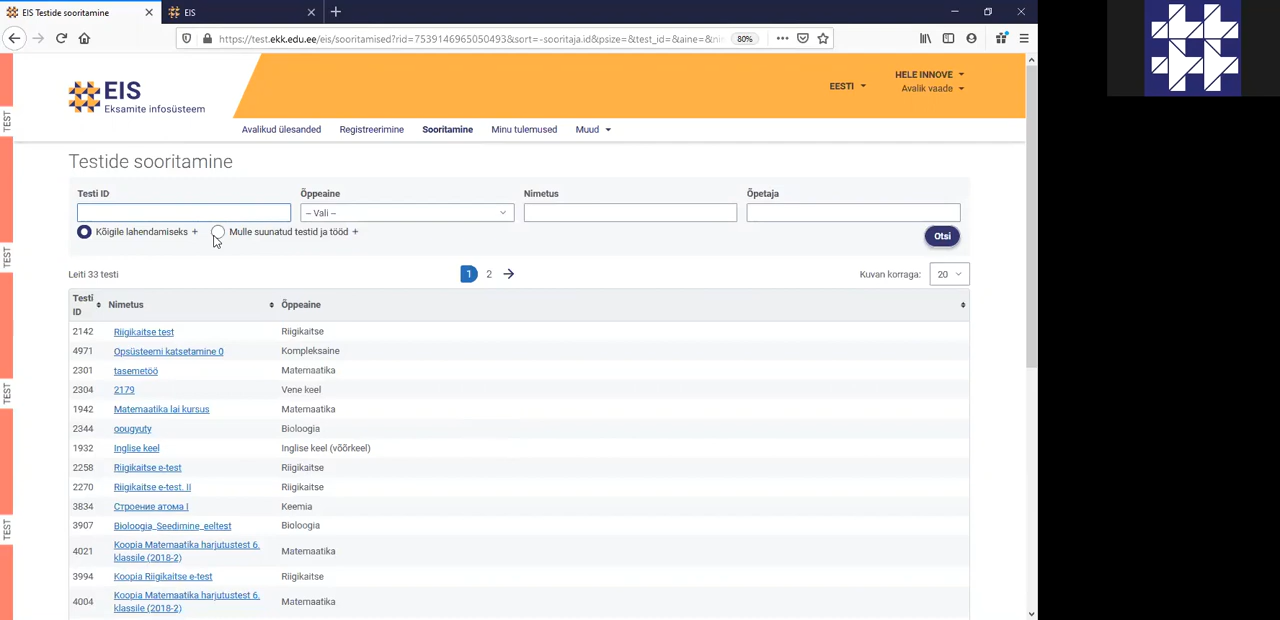 EIS Testide sooritamine
EIS
https://test.ekk.edu.ee/eis/sooritamised?rid=7539146965050493&sort=-sooritaja.id&psize=&test_id=&aine=&ni
80%
EIS
Eksamite infosüsteem
EESTI
HELE INNOVE
Avalik vaade
Avalikud ülesanded
Registreerimine
Sooritamine
Minu tulemused
Muud
TEST
TEST
TEST
TEST
Testide sooritamine
Testi ID
Õppeaine
Nimetus
Õpetaja
-- Vali --
Kõigile lahendamiseks +
Mulle suunatud testid ja tööd +
Otsi
Leiti 33 testi
1 2
Kuvan korraga: 20
Testi ID Nimetus Õppeaine
2142 Riigikaitse test Riigikaitse
4971 Opsüsteemi katsetamine 0 Kompleksaine
2301 tasemetöö Matemaatika
2304 2179 Vene keel
1942 Matemaatika lai kursus Matemaatika
2344 oougyuty Bioloogia
1932 Inglise keel Inglise keel (võõrkeel)
2258 Riigikaitse e-test Riigikaitse
2270 Riigikaitse e-test. II Riigikaitse
3834 Строение атома I Keemia
3907 Bioloogia_Seedimine_eeltest Bioloogia
4021 Koopia Matemaatika harjutustest 6. klassile (2018-2) Matemaatika
3994 Koopia Riigikaitse e-test Riigikaitse
4004 Koopia Matemaatika harjutustest 6. klassile (2018-2) Matemaatika